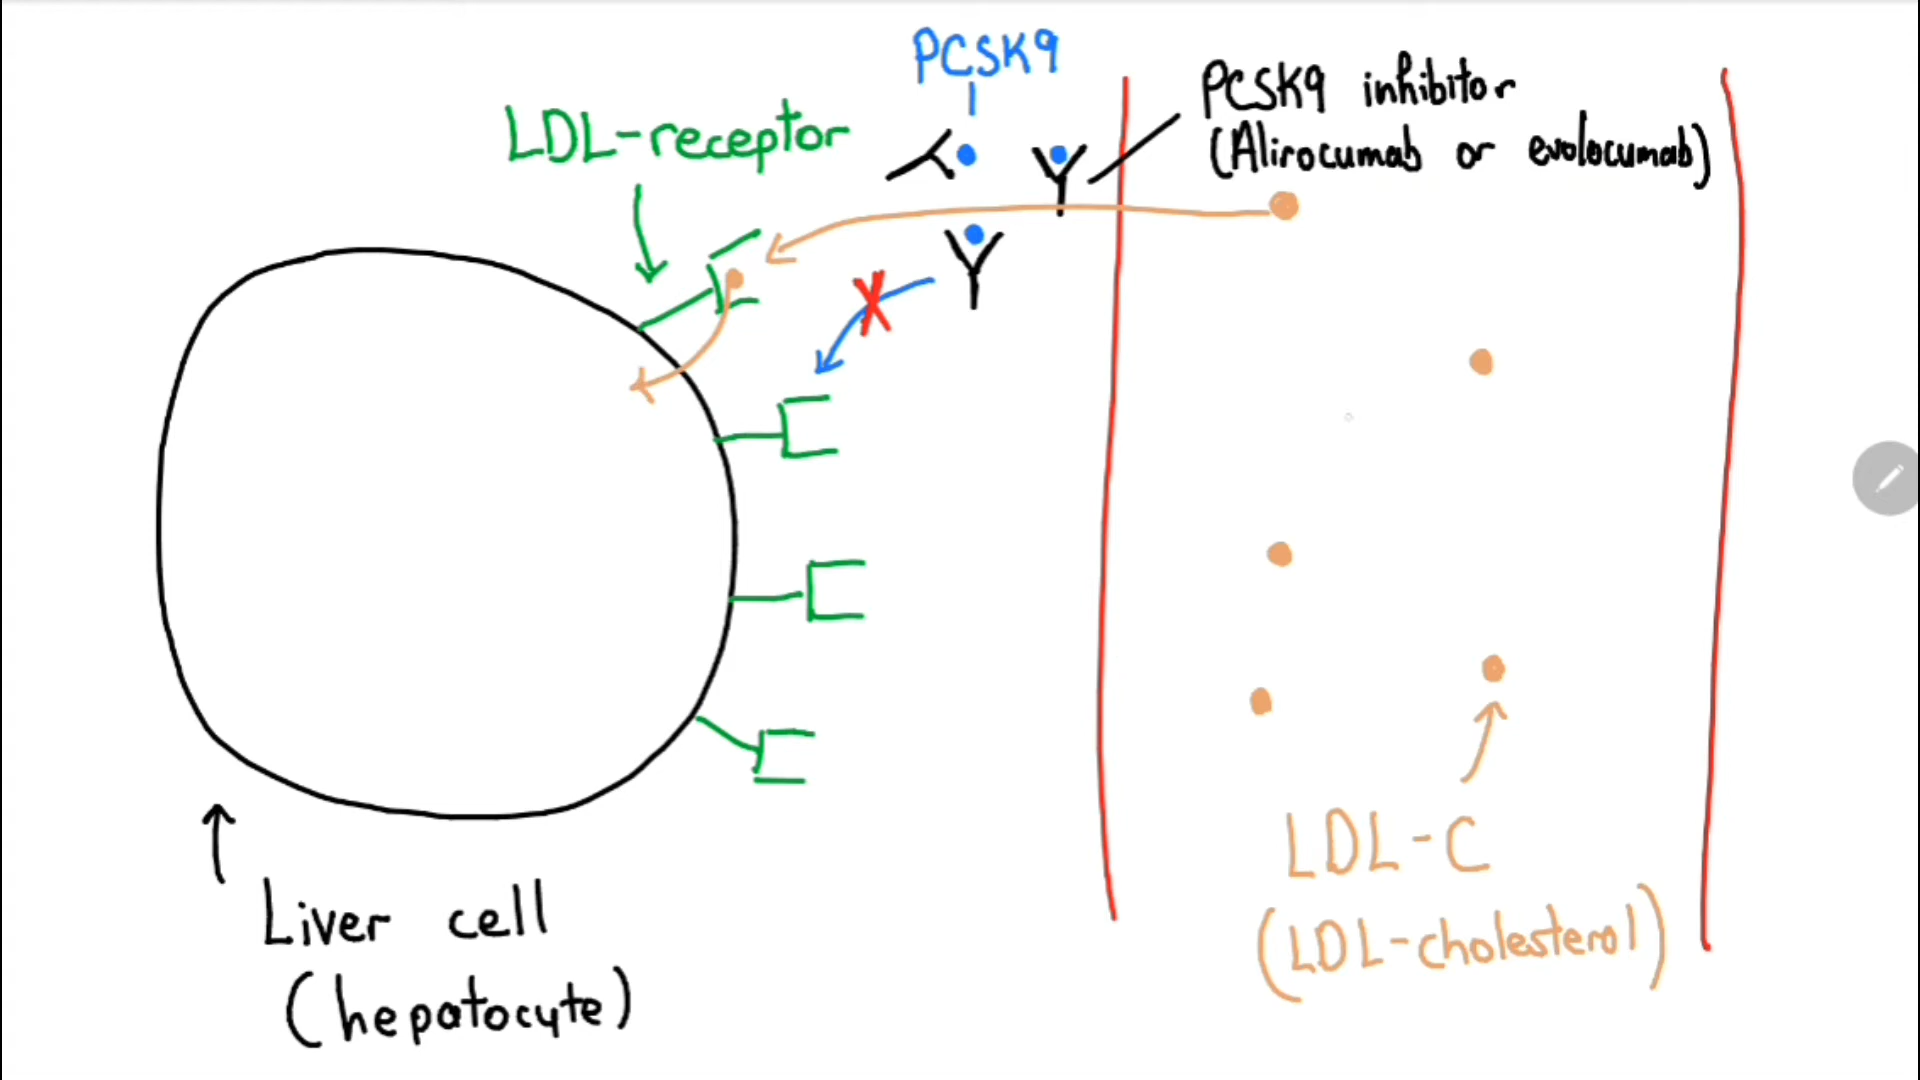 PCSK9
PCSK9 inhibitor
(Alirocumab or evolocumab)
LDL-receptor
LDL-C
(LDL-cholesterol)
Liver cell
(hepatocyte)